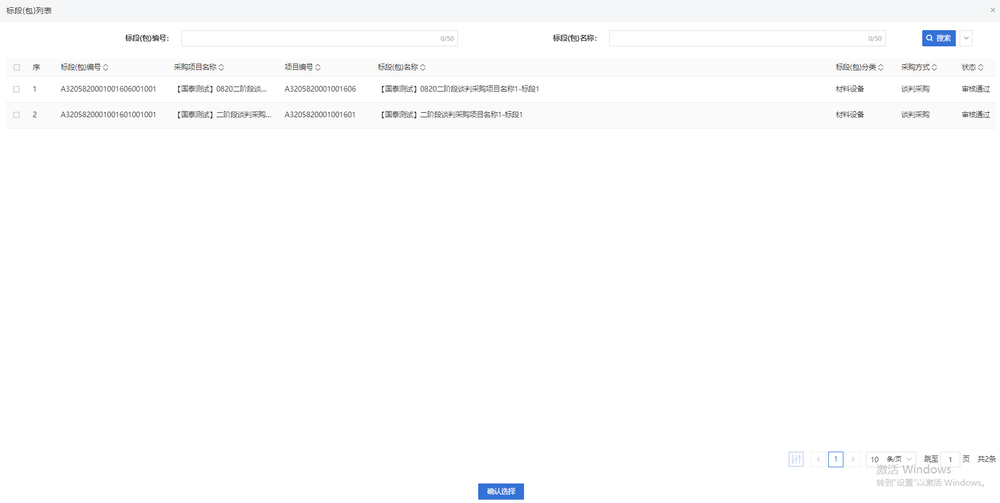 标段(包)列表 ×
标段(包)编号: 0/50 标段(包)名称: 0/50 搜索
序 标段(包)编号 采购项目名称 项目编号 标段(包)名称 标段(包)分类 采购方式 状态
1 A3205820001001606001001 【国泰测试】0820二阶段谈... A3205820001001606 【国泰测试】0820二阶段谈判采购项目名称1-标段1 材料设备 谈判采购 审核通过
2 A3205820001001601001001 【国泰测试】二阶段谈判采购... A3205820001001601 【国泰测试】二阶段谈判采购项目名称1-标段1 材料设备 谈判采购 审核通过
1 10 条/页 跳至 1 页 共2条
激活 Windows
转到"设置"以激活 Windows。
确认选择